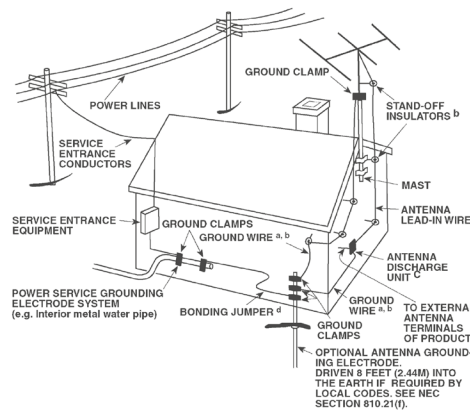 GROUND CLAMP
POWER LINES
STAND-OFF
INSULATORS b
SERVICE
ENTRANCE
CONDUCTORS
MAST
ANTENNA
LEAD-IN WIRE
SERVICE ENTRANCE
EQUIPMENT
GROUND CLAMPS
GROUND WIRE a, b
ANTENNA
DISCHARGE
UNIT C
POWER SERVICE GROUNDING
ELECTRODE SYSTEM
(e.g. Interior metal water pipe)
BONDING JUMPER d
GROUND
WIRE a, b
TO EXTERNA
ANTENNA
TERMINALS
OF PRODUCT
GROUND
CLAMPS
OPTIONAL ANTENNA GROUND-
ING ELECTRODE.
DRIVEN 8 FEET (2.44M) INTO
THE EARTH IF REQUIRED BY
LOCAL CODES. SEE NEC
SECTION 810.21(f).